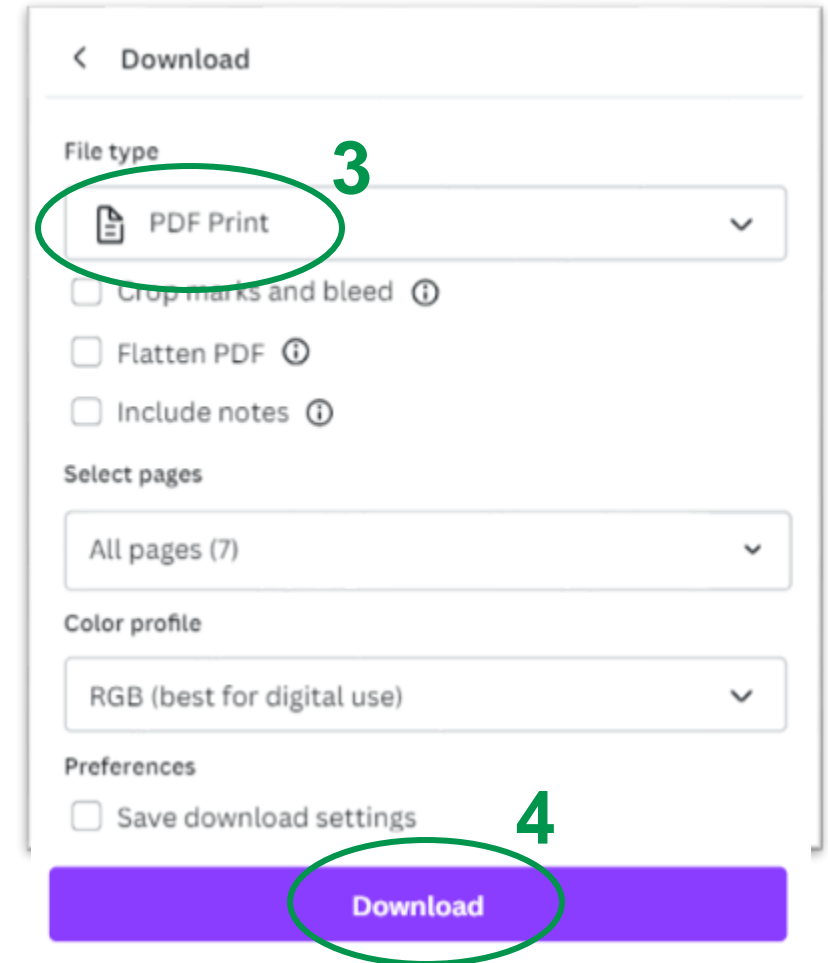 Download
File type
3
PDF Print
Crop marks and bleed
Flatten PDF
Include notes
Select pages
All pages (7)
Color profile
RGB (best for digital use)
Preferences
Save download settings
4
Download